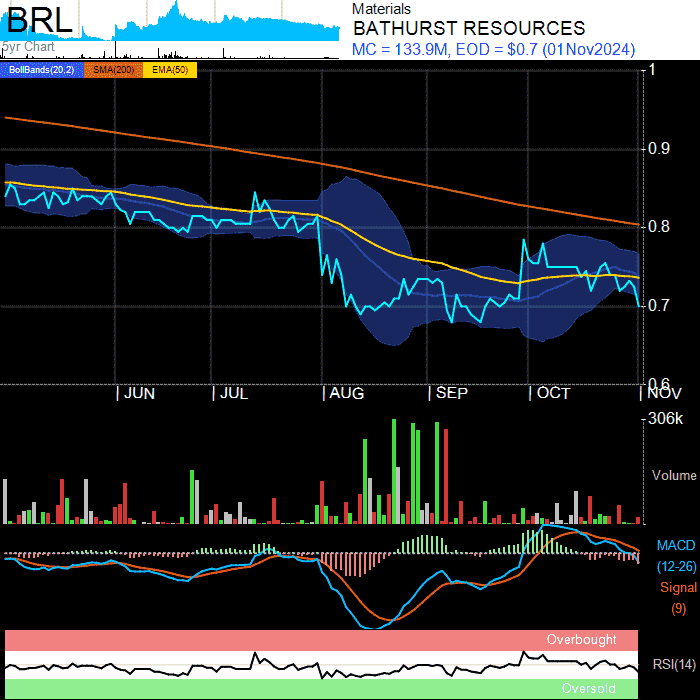 BRL
5yr Chart
Materials
BATHURST RESOURCES
MC = 133.9M, EOD = $0.7 (01Nov2024)
BollBands(20,2) SMA(200) EMA(50)
1
0.9
0.8
0.7
0.6
JUN JUL AUG SEP OCT NOV
306k
Volume
MACD
(12-26)
Signal
(9)
Overbought
RSI(14)
Oversold